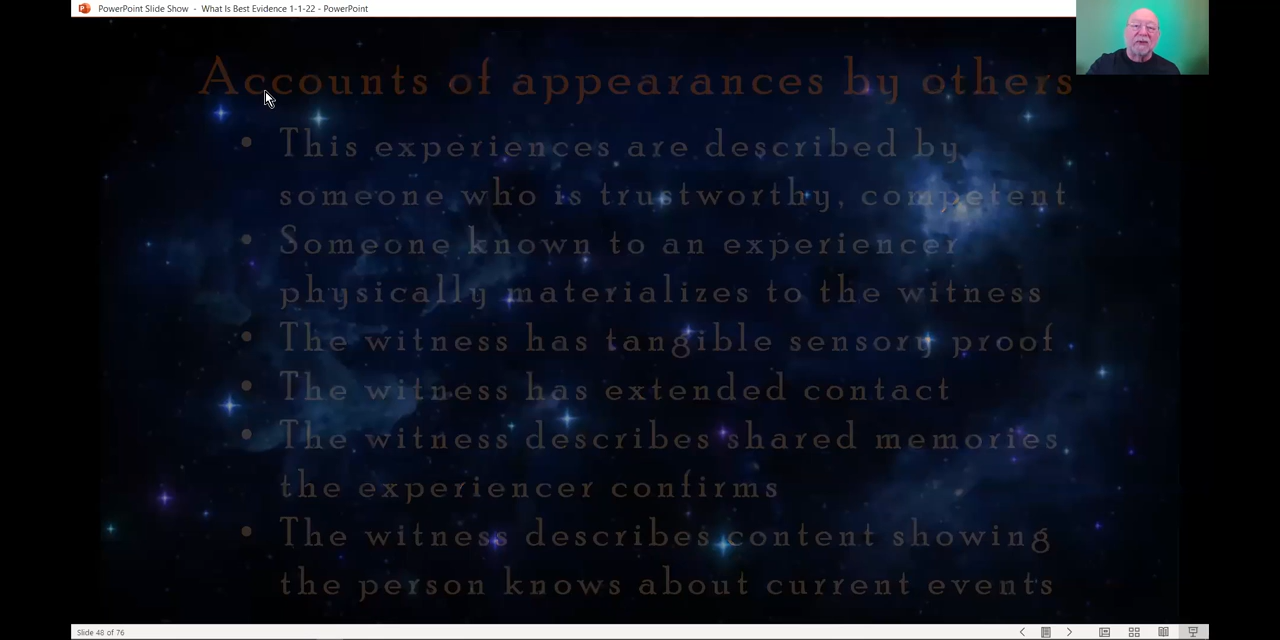 PowerPoint Slide Show - What Is Best Evidence 1-1-22 - PowerPoint
Accounts of appearances by others
• This experiences are described by
someone who is trustworthy, competent
• Someone known to an experiencer
physically materializes to the witness
• The witness has tangible sensory proof
• The witness has extended contact
• The witness describes shared memories
the experiencer confirms
• The witness describes content showing
the person knows about current events
Slide 48 of 76